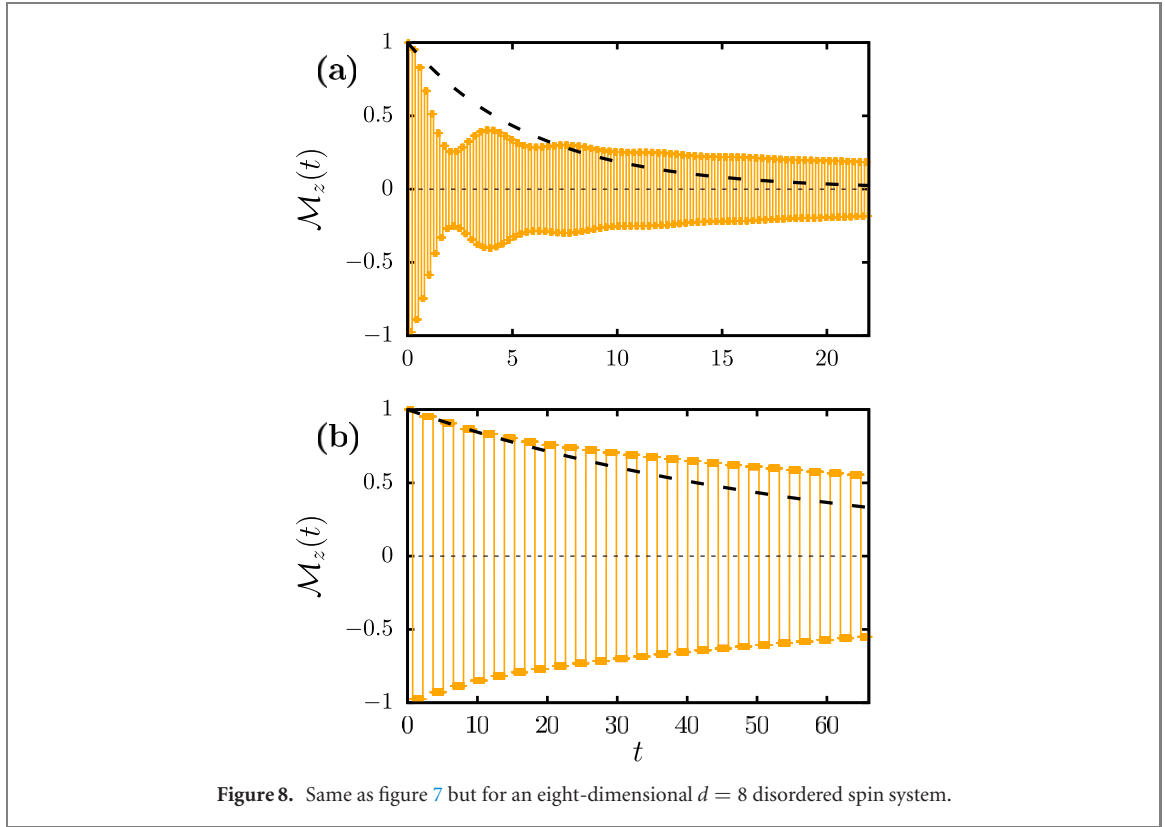 (a)
1
0.5
0
−0.5
−1
ℳz(t)
0 5 10 15 20
(b)
1
0.5
0
−0.5
−1
ℳz(t)
0 10 20 30 40 50 60
t
Figure 8. Same as figure 7 but for an eight-dimensional d = 8 disordered spin system.